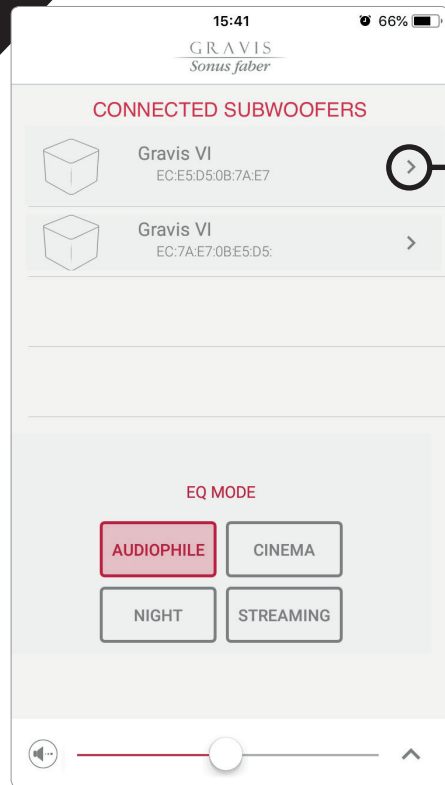 15:41 66%
GRAVIS
Sonus faber
CONNECTED SUBWOOFERS
Gravis VI
EC:E5:D5:0B:7A:E7
Gravis VI
EC:7A:E7:0B:E5:D5:
EQ MODE
AUDIOPHILE CINEMA
NIGHT STREAMING